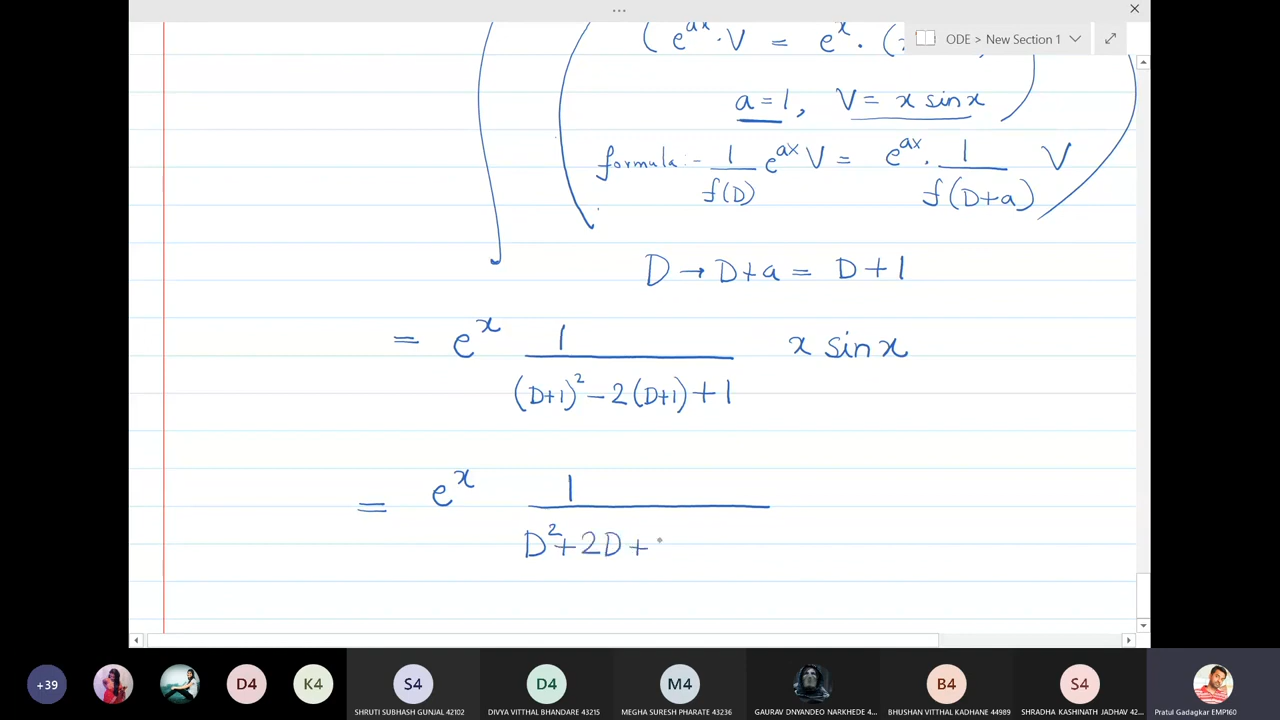 ...
ODE > New Section 1
( e^{ax} · V = e^x · (
a = 1 , V = x sin x
formula :- 1/f(D) e^{ax} V = e^{ax} · 1/f(D+a) V
D → D+a = D+1
= e^x 1/((D+1)^2 - 2(D+1) + 1) x sin x
= e^x 1/(D^2 + 2D +
+39
D4
K4
S4
SHRUTI SUBHASH GUNJAL 42102
D4
DIVYA VITTHAL BHANDARE 43215
M4
MEGHA SURESH PHARATE 43236
GAURAV DNYANDEO NARKHEDE 4...
B4
BHUSHAN VITTHAL KADHANE 44989
S4
SHRADHA KASHINATH JADHAV 42...
Pratul Gadagkar EMP160